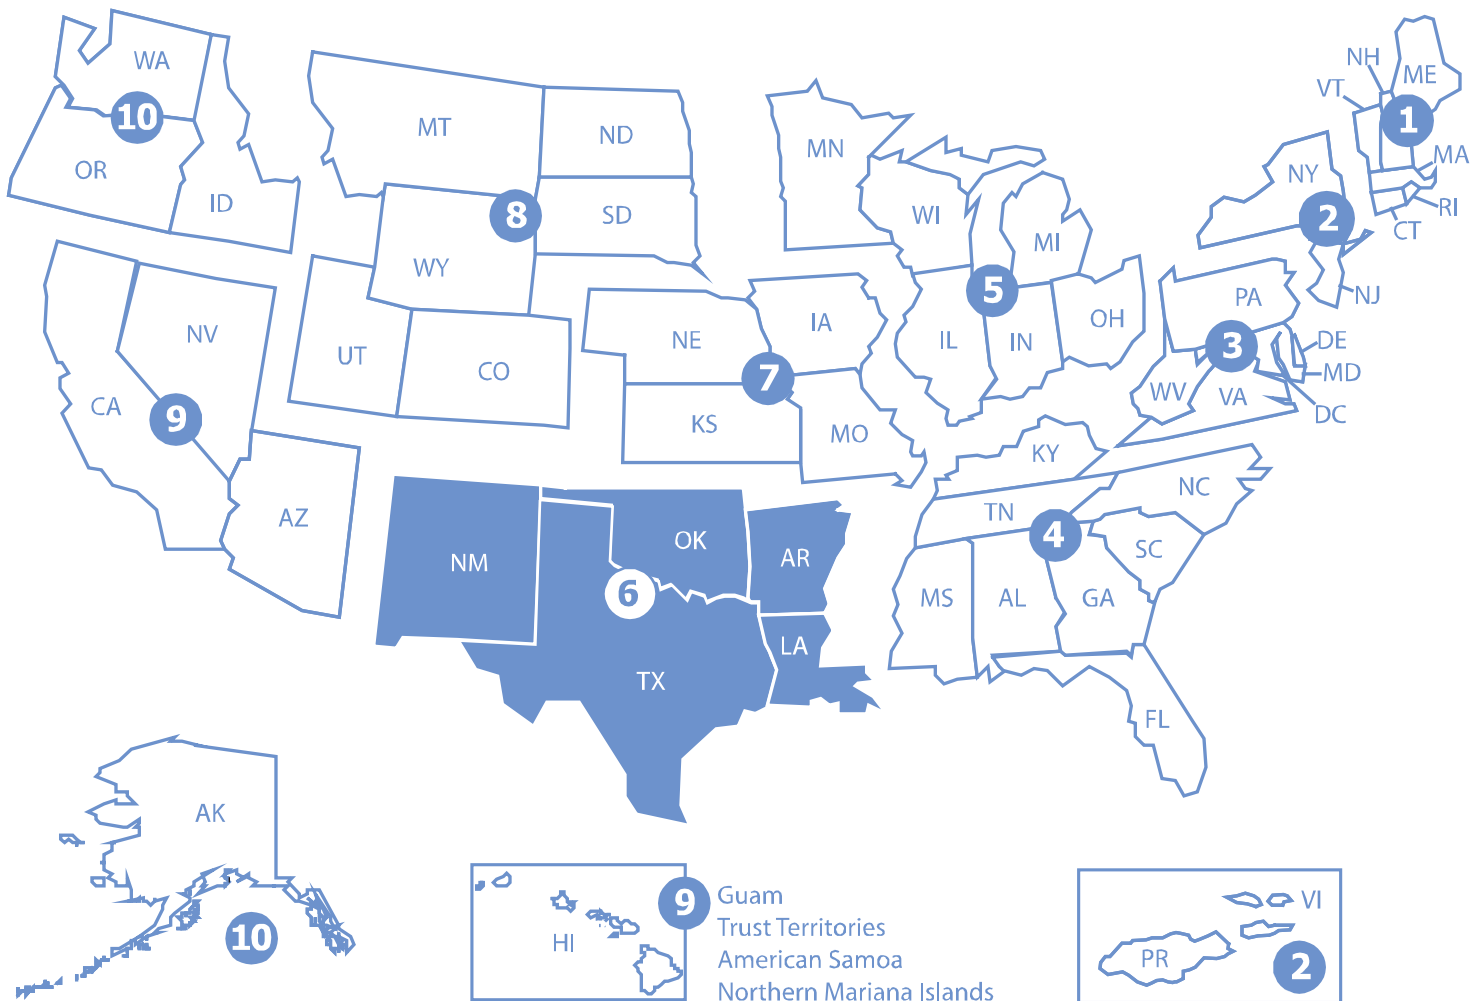 WA
10
OR
ID
MT
ND
8
SD
WY
MN
WI
MI
5
NH
VT
ME
1
MA
NY
RI
2
CT
NJ
NV
UT
CO
CA
9
AZ
NE
IA
7
KS
MO
IL
IN
OH
PA
3
DE
MD
WV
VA
DC
KY
NC
TN
4
SC
MS
AL
GA
FL
NM
OK
AR
6
LA
TX
AK
10
HI
9
Guam
Trust Territories
American Samoa
Northern Mariana Islands
VI
PR
2